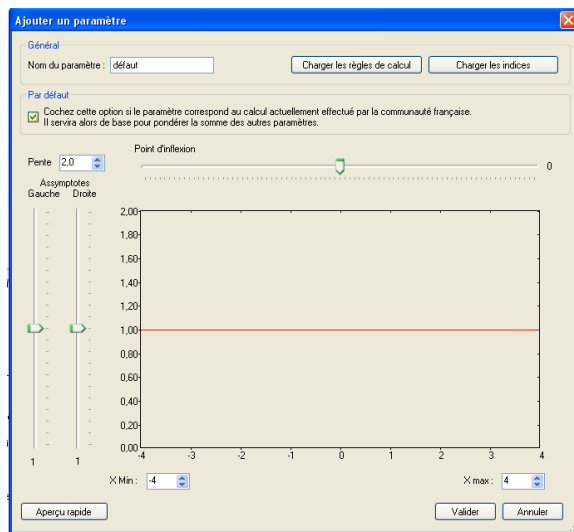 Ajouter un paramètre
Général
Nom du paramètre : défaut
Charger les règles de calcul
Charger les indices
Par défaut
Cochez cette option si le paramètre correspond au calcul actuellement effectué par la communauté française.
Il servira alors de base pour pondérer la somme des autres paramètres.
Pente 2,0
Point d'inflexion
0
Assymptotes
Gauche Droite
2,00
1,80
1,60
1,40
1,20
1,00
0,80
0,60
0,40
0,20
0,00
-4 -3 -2 -1 0 1 2 3 4
1 1
X Min : -4
X max : 4
Aperçu rapide
Valider
Annuler